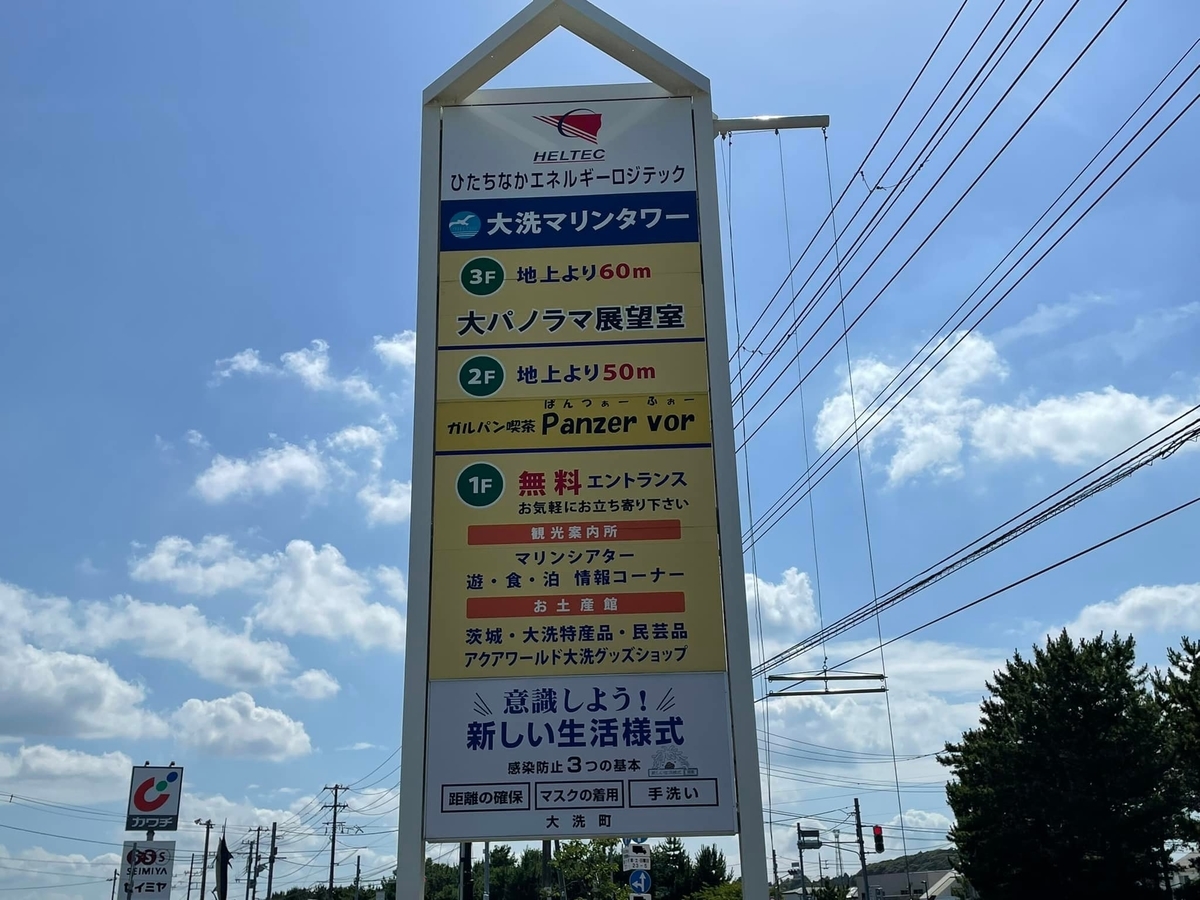 HELTEC
ひたちなかエネルギーロジテック
大洗マリンタワー
3F 地上より60m
大パノラマ展望室
2F 地上より50m
ぱんつぁー ふぉー
ガルパン喫茶 Panzer vor
1F 無料エントランス
お気軽にお立ち寄り下さい
観光案内所
マリンシアター
遊・食・泊 情報コーナー
お土産館
茨城・大洗特産品・民芸品
アクアワールド大洗グッズショップ
意識しよう!
新しい生活様式
感染防止3つの基本
距離の確保 マスクの着用 手洗い
大洗町
カワチ
SEIMIYA
セイミヤ